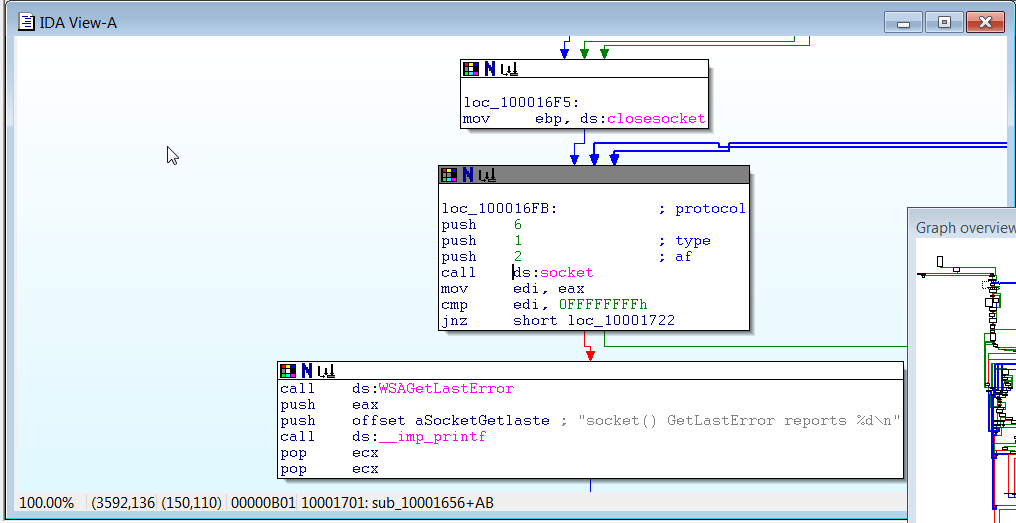 IDA View-A
loc_100016F5:
mov ebp, ds:closesocket
loc_100016FB: ; protocol
push 6
push 1 ; type
push 2 ; af
call ds:socket
mov edi, eax
cmp edi, 0FFFFFFFFh
jnz short loc_10001722
Graph overview
call ds:WSAGetLastError
push eax
push offset aSocketGetlaste ; "socket() GetLastError reports %d\n"
call ds:__imp_printf
pop ecx
pop ecx
100.00% (3592,136 (150,110) 00000B01 10001701: sub_10001656+AB